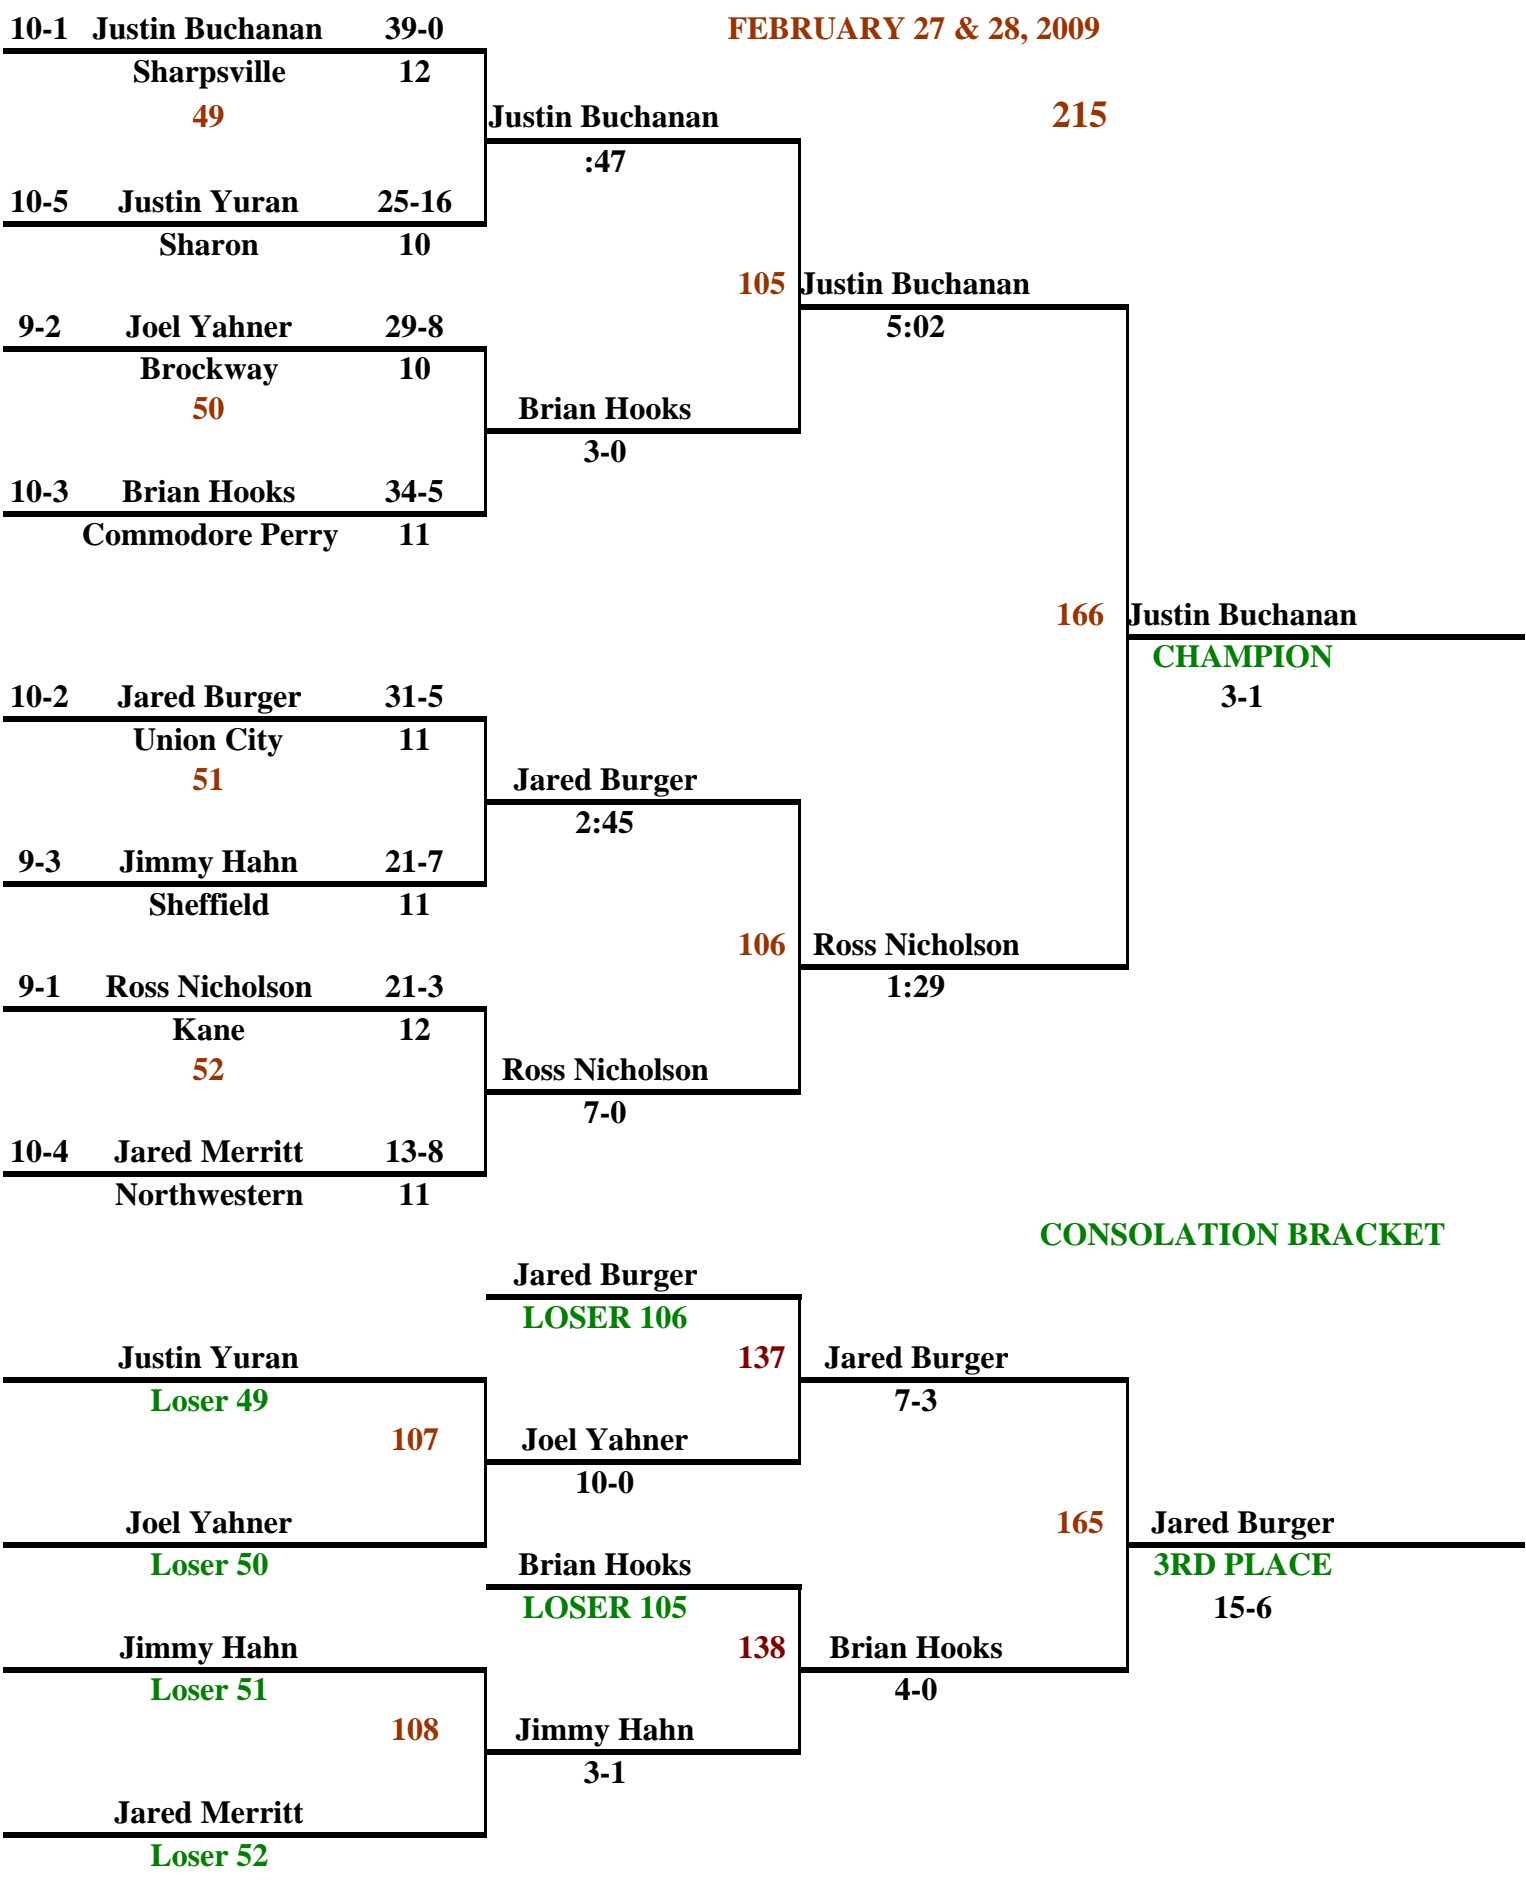 10-1 Justin Buchanan 39-0 FEBRUARY 27 & 28, 2009
Sharpsville 12
49 Justin Buchanan 215
:47
10-5 Justin Yuran 25-16
Sharon 10
105 Justin Buchanan
9-2 Joel Yahner 29-8 5:02
Brockway 10
50 Brian Hooks
3-0
10-3 Brian Hooks 34-5
Commodore Perry 11
166 Justin Buchanan
CHAMPION
10-2 Jared Burger 31-5 3-1
Union City 11
51 Jared Burger
2:45
9-3 Jimmy Hahn 21-7
Sheffield 11
106 Ross Nicholson
9-1 Ross Nicholson 21-3 1:29
Kane 12
52 Ross Nicholson
7-0
10-4 Jared Merritt 13-8
Northwestern 11
CONSOLATION BRACKET
Jared Burger
LOSER 106
Justin Yuran 137 Jared Burger
Loser 49 7-3
107 Joel Yahner
10-0
Joel Yahner 165 Jared Burger
Loser 50 Brian Hooks 3RD PLACE
LOSER 105 15-6
Jimmy Hahn 138 Brian Hooks
Loser 51 4-0
108 Jimmy Hahn
3-1
Jared Merritt
Loser 52